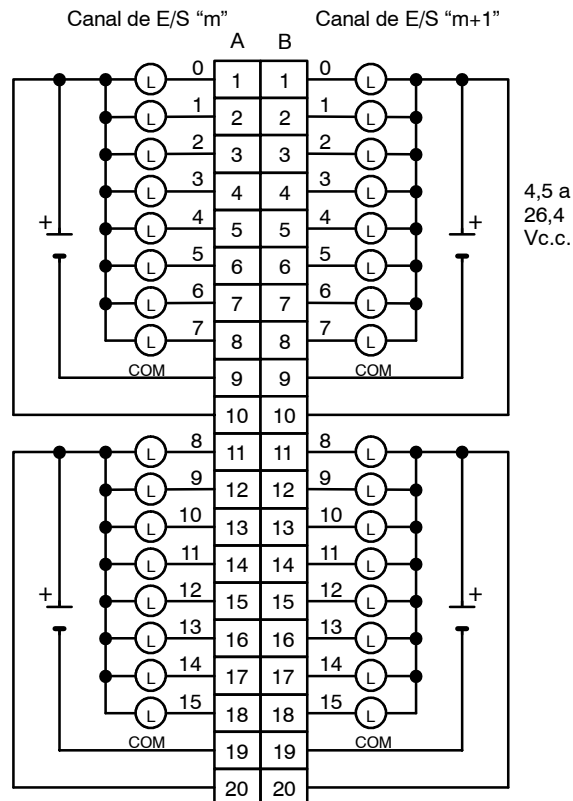 Canal de E/S “m” Canal de E/S “m+1”
A B
0 1 1 0
L L
1 2 2 1
L L
2 3 3 2
L L
3 4 4 3
L L
4 5 5 4
L L
5 6 6 5
L L
6 7 7 6
L L
7 8 8 7
L L
COM 9 9 COM
10 10
+ +
4,5 a
26,4
Vc.c.
8 11 11 8
L L
9 12 12 9
L L
10 13 13 10
L L
11 14 14 11
L L
12 15 15 12
L L
13 16 16 13
L L
14 17 17 14
L L
15 18 18 15
L L
COM 19 19 COM
20 20
+ +